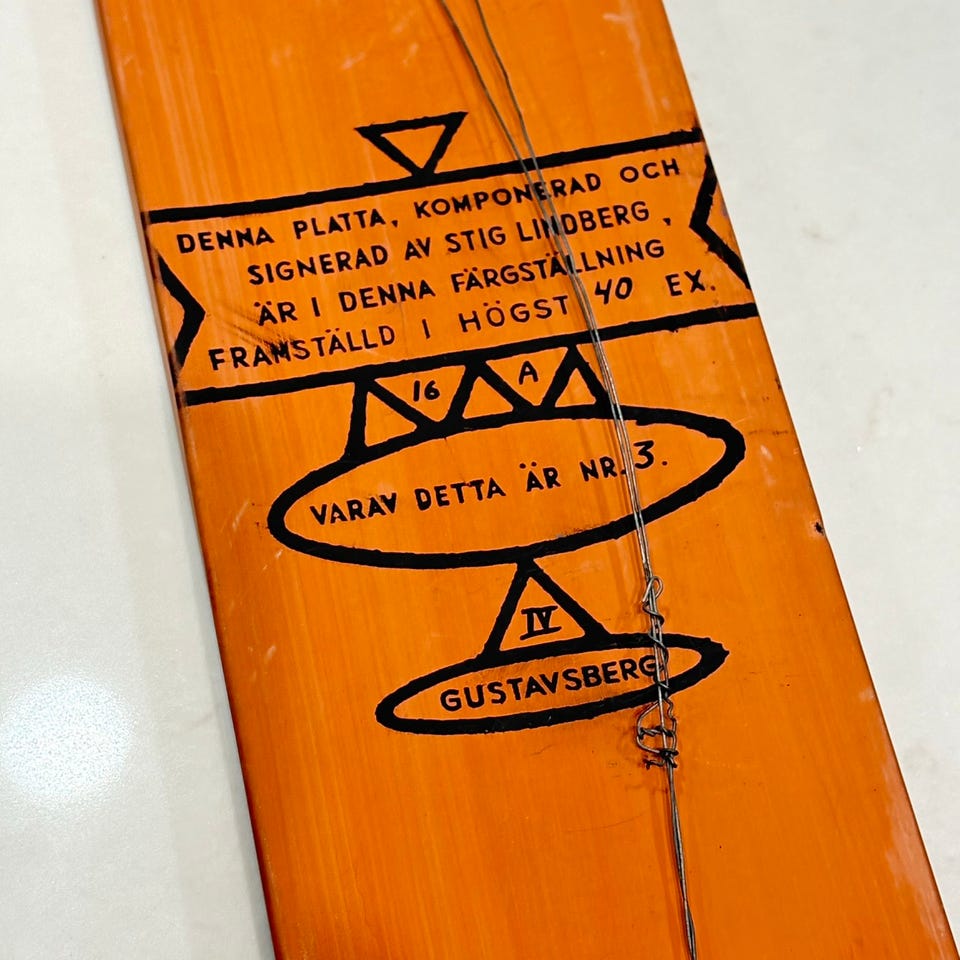 DENNA PLATTA, KOMPONERAD OCH
SIGNERAD AV STIG LINDBERG,
ÄR I DENNA FÄRGSTÄLLNING
FRAMSTÄLLD I HÖGST 40 EX.
16 A
VARAV DETTA ÄR NR. 3.
IV
GUSTAVSBERG